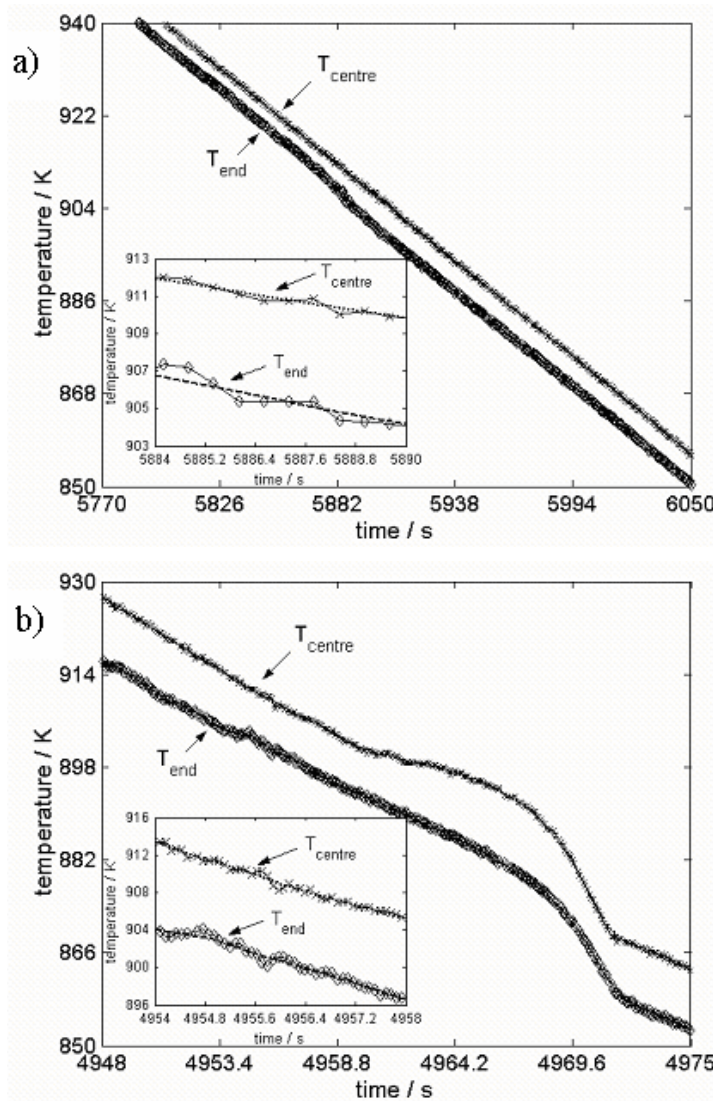 a)
940
922
904
886
868
850
temperature / K
T centre
T end
913
911
909
907
905
903
temperature / K
T centre
T end
5884 5885.2 5886.4 5887.6 5888.8 5890
time / s
5770 5826 5882 5938 5994 6050
time / s
b)
930
914
898
882
866
850
temperature / K
T centre
T end
916
912
908
904
900
896
temperature / K
T centre
T end
4954 4954.8 4955.6 4956.4 4957.2 4958
time / s
4948 4953.4 4958.8 4964.2 4969.6 4975
time / s